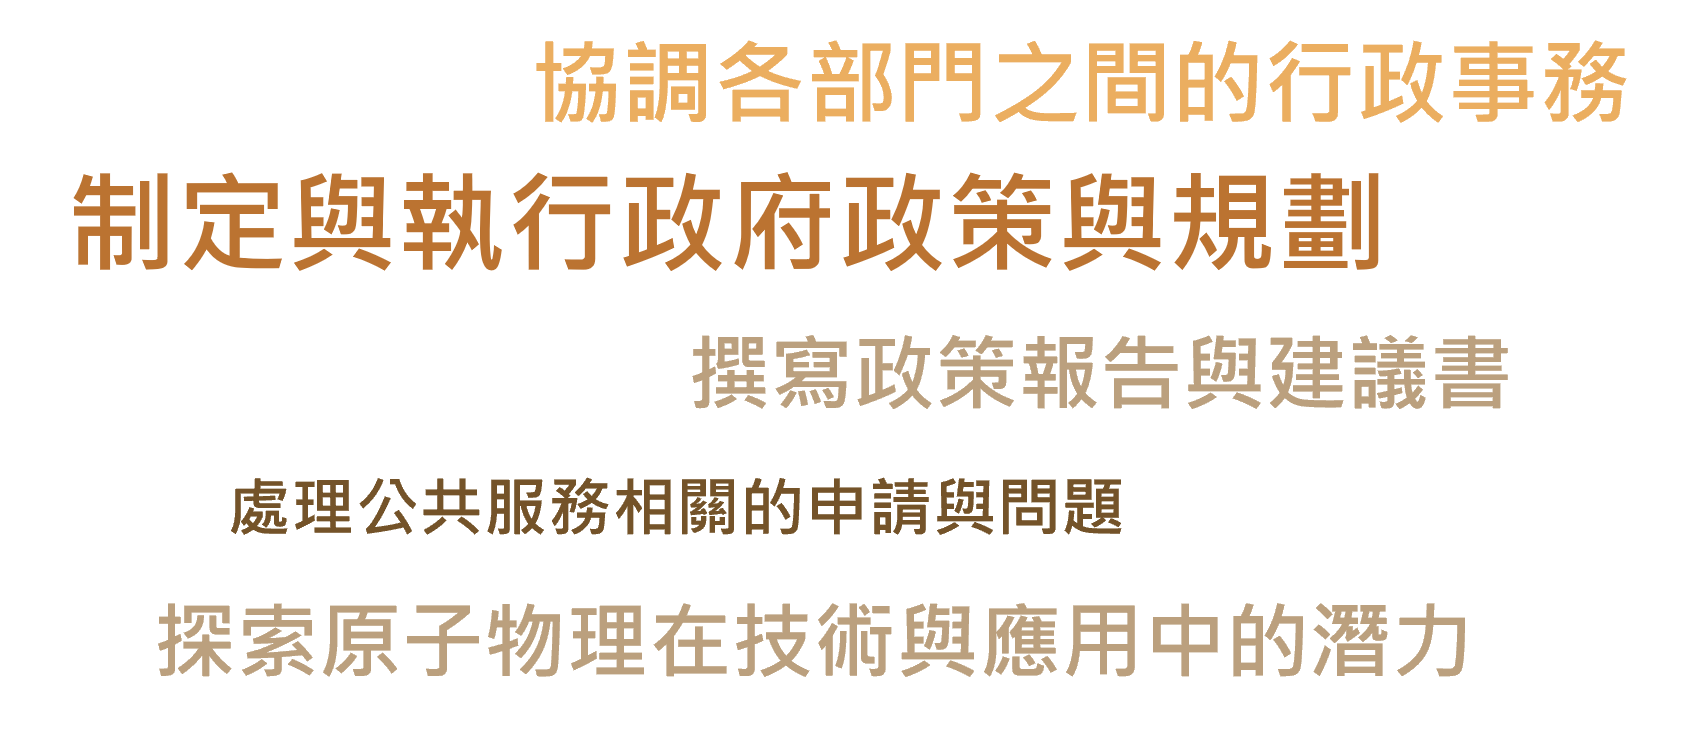 協調各部門之間的行政事務
制定與執行政府政策與規劃
撰寫政策報告與建議書
處理公共服務相關的申請與問題
探索原子物理在技術與應用中的潛力